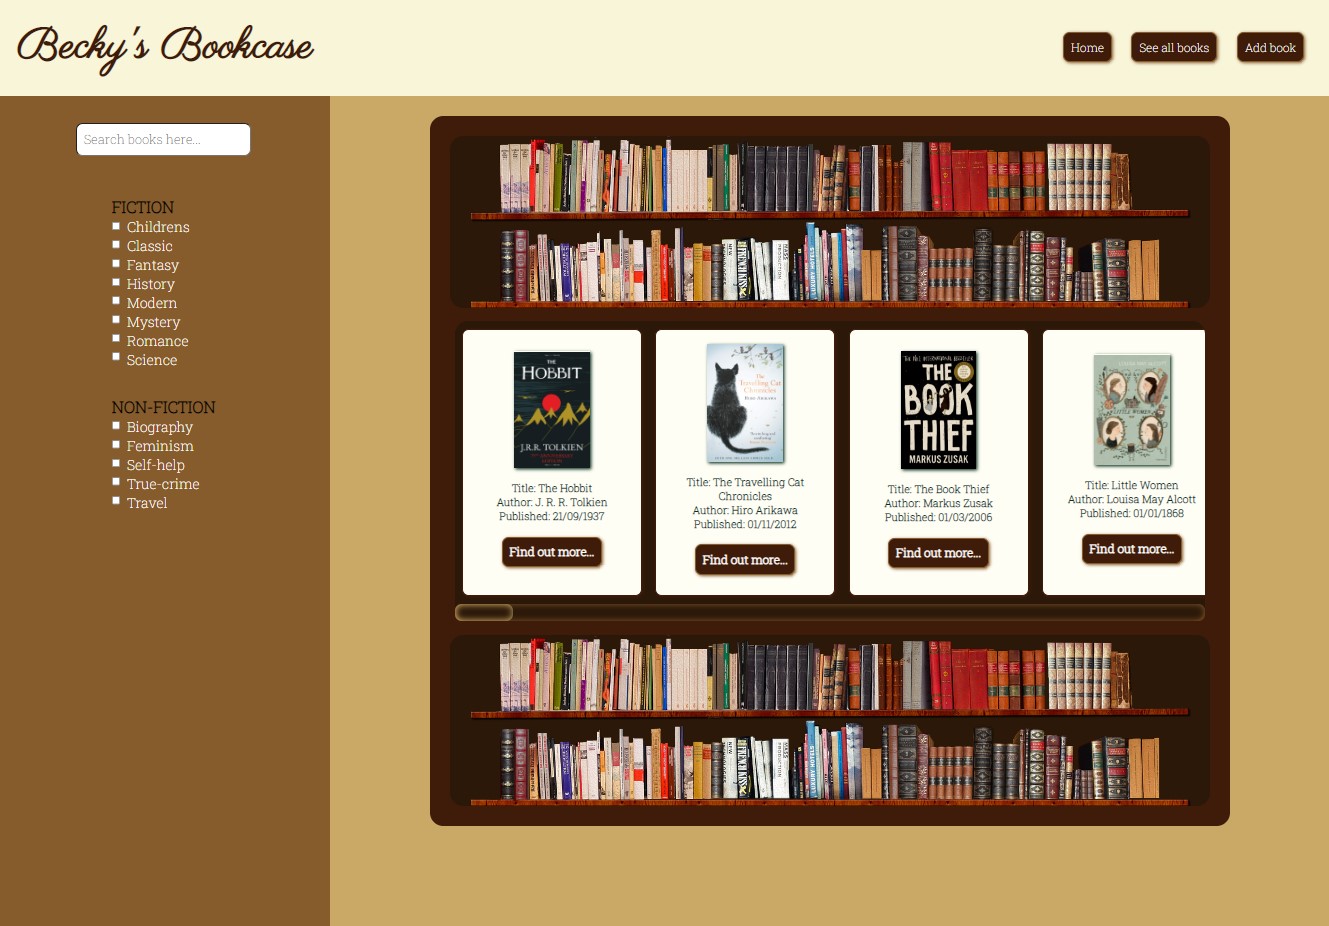 Becky's Bookcase
Home
See all books
Add book
Search books here...
FICTION
Childrens
Classic
Fantasy
History
Modern
Mystery
Romance
Science
NON-FICTION
Biography
Feminism
Self-help
True-crime
Travel
THE
HOBBIT
J.R.R. TOLKIEN
Title: The Hobbit
Author: J. R. R. Tolkien
Published: 21/09/1937
Find out more...
The
Travelling Cat
Chronicles
Title: The Travelling Cat
Chronicles
Author: Hiro Arikawa
Published: 01/11/2012
Find out more...
THE
BOOK
THIEF
MARKUS ZUSAK
Title: The Book Thief
Author: Markus Zusak
Published: 01/03/2006
Find out more...
LITTLE WOMEN
Title: Little Women
Author: Louisa May Alcott
Published: 01/01/1868
Find out more...
LUXURY HOTELS
LUXURY HOTELS